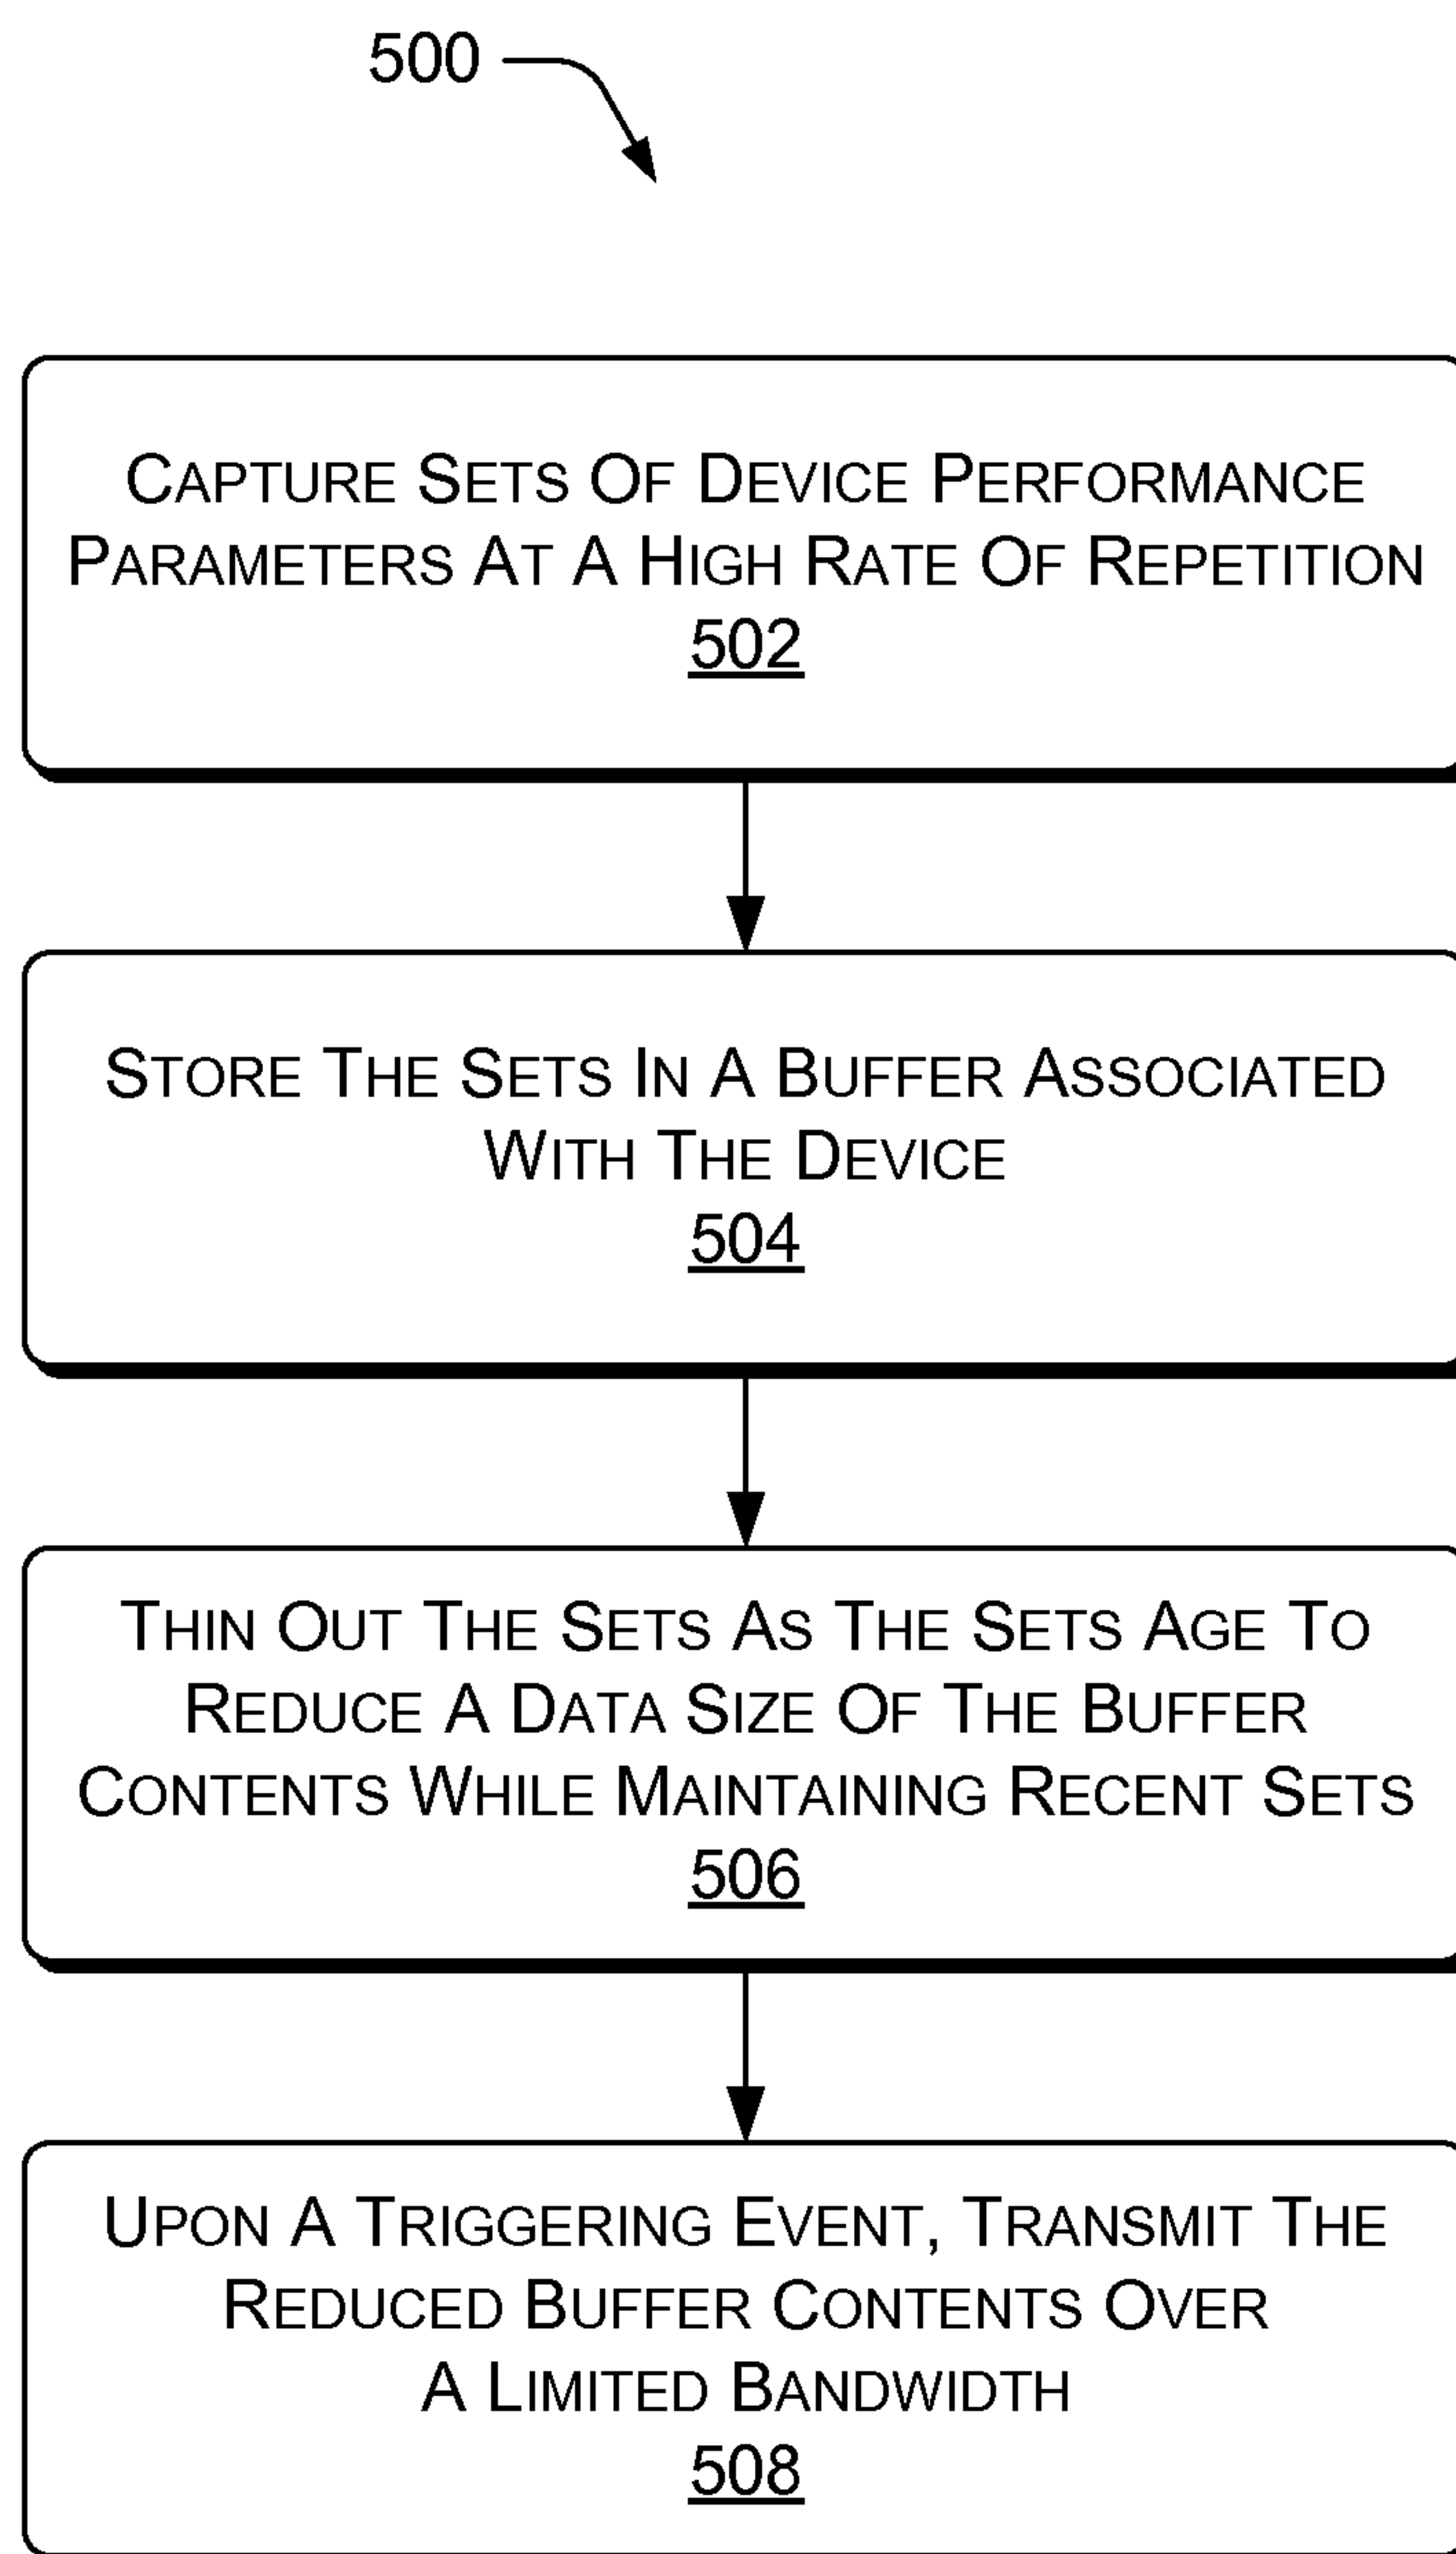 500
Capture Sets Of Device Performance
Parameters At A High Rate Of Repetition
502
Store The Sets In A Buffer Associated
With The Device
504
Thin Out The Sets As The Sets Age To
Reduce A Data Size Of The Buffer
Contents While Maintaining Recent Sets
506
Upon A Triggering Event, Transmit The
Reduced Buffer Contents Over
A Limited Bandwidth
508